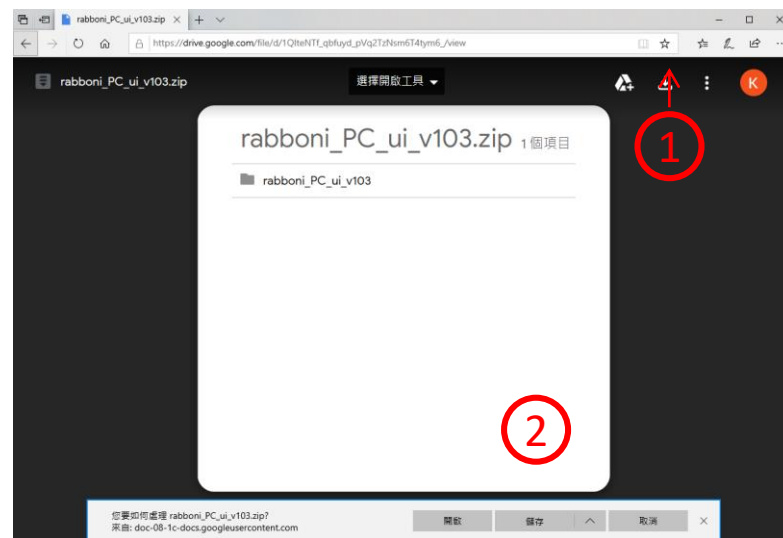 rabboni_PC_ui_v103.zip
https://drive.google.com/file/d/1QlteNTf_qbfuyd_pVq2TzNsm6T4tym6_/view
rabboni_PC_ui_v103.zip
選擇開啟工具
K
1
rabboni_PC_ui_v103.zip 1 個項目
rabboni_PC_ui_v103
2
您要如何處理 rabboni_PC_ui_v103.zip?
來自: doc-08-1c-docs.googleusercontent.com
開啟 儲存 取消